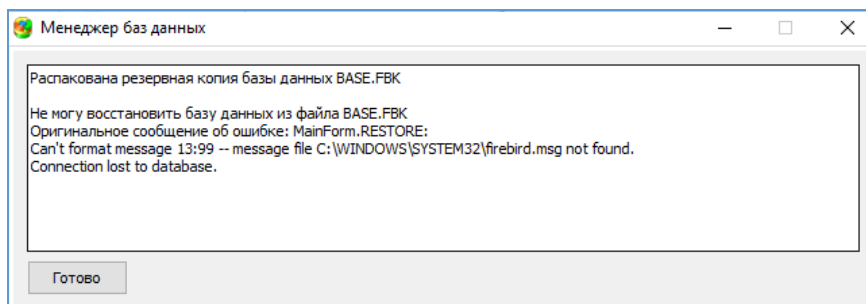 Менеджер баз данных
Распакована резервная копия базы данных BASE.FBK
Не могу восстановить базу данных из файла BASE.FBK
Оригинальное сообщение об ошибке: MainForm.RESTORE:
Can't format message 13:99 -- message file C:\WINDOWS\SYSTEM32\firebird.msg not found.
Connection lost to database.
Готово